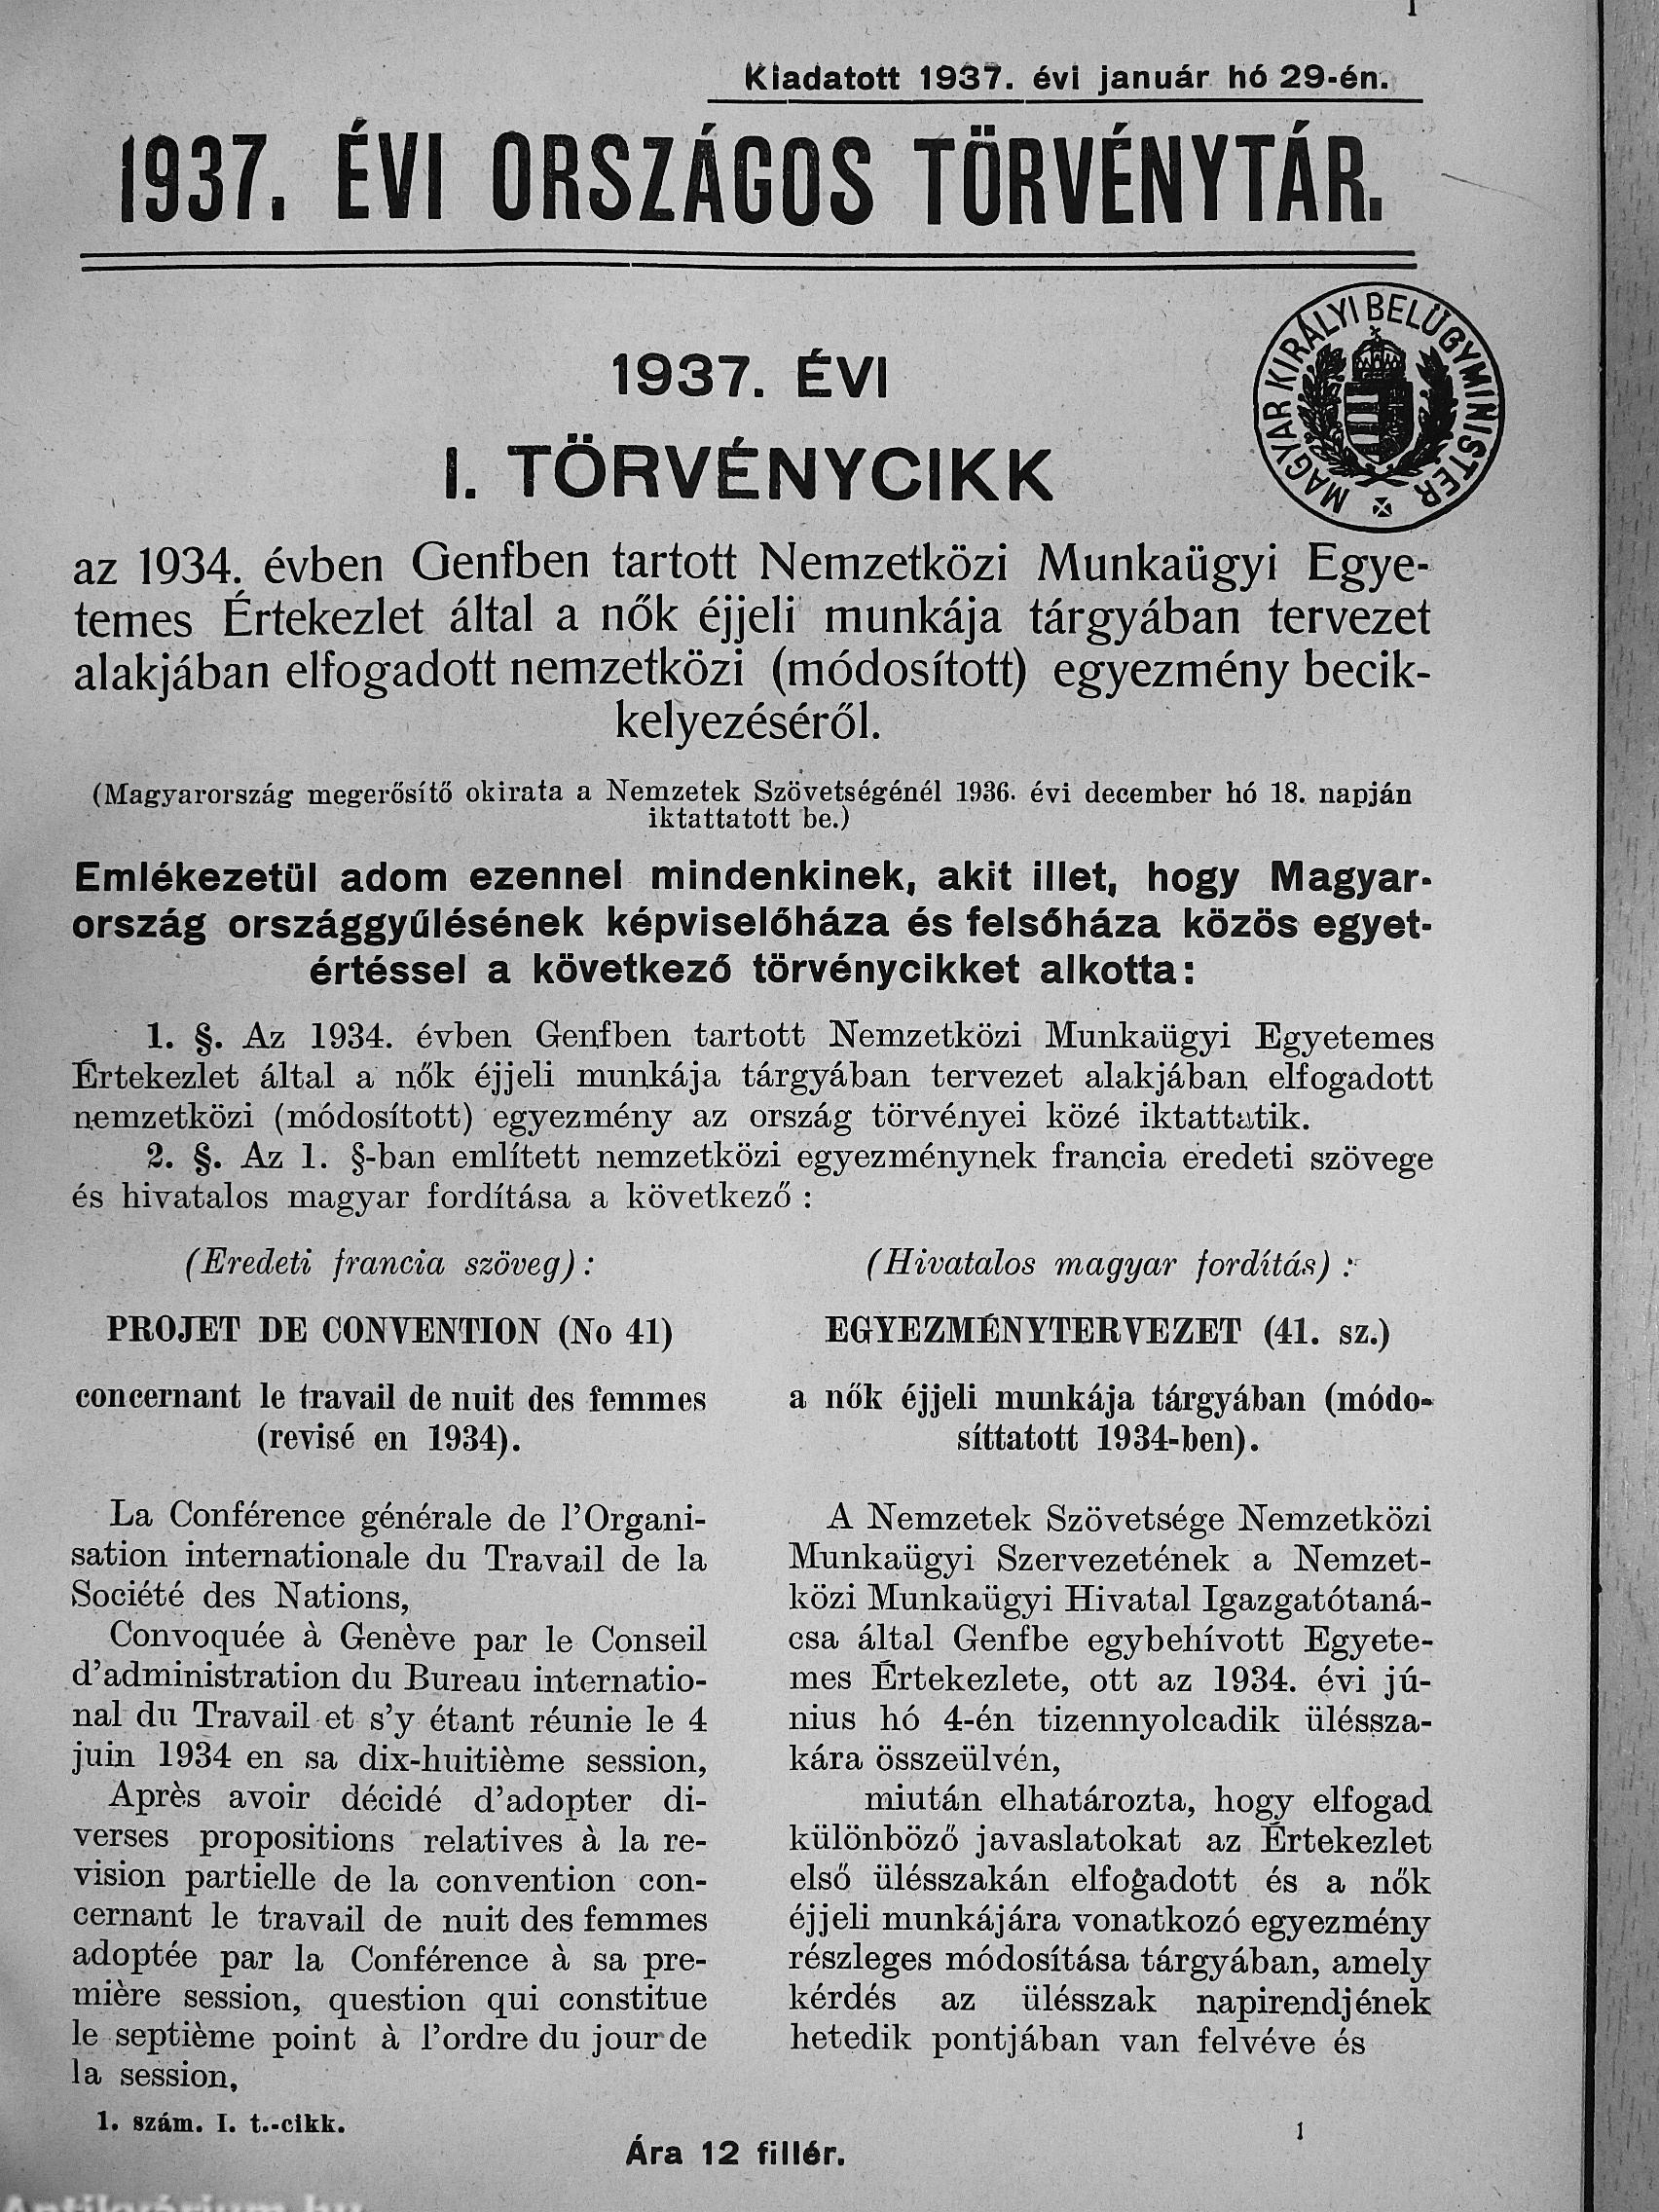 1
Kiadatott 1937. évi január hó 29-én.
1937. ÉVI ORSZÁGOS TÖRVÉNYTÁR.
MAGYAR KIRÁLYI BELÜGYMINISTER
1937. ÉVI
I. TÖRVÉNYCIKK
az 1934. évben Genfben tartott Nemzetközi Munkaügyi Egye-
temes Értekezlet által a nők éjjeli munkája tárgyában tervezet
alakjában elfogadott nemzetközi (módosított) egyezmény becik-
kelyezéséről.
(Magyarország megerősítő okirata a Nemzetek Szövetségénél 1936. évi december hó 18. napján
iktattatott be.)
Emlékezetül adom ezennel mindenkinek, akit illet, hogy Magyar-
ország országgyűlésének képviselőháza és felsőháza közös egyet-
értéssel a következő törvénycikket alkotta:
1. §. Az 1934. évben Genfben tartott Nemzetközi Munkaügyi Egyetemes
Értekezlet által a nők éjjeli munkája tárgyában tervezet alakjában elfogadott
nemzetközi (módosított) egyezmény az ország törvényei közé iktattatik.
2. §. Az 1. §-ban említett nemzetközi egyezménynek francia eredeti szövege
és hivatalos magyar fordítása a következő :
(Eredeti francia szöveg) :
PROJET DE CONVENTION (No 41)
concernant le travail de nuit des femmes
(revisé en 1934).
La Conférence générale de l'Organi-
sation internationale du Travail de la
Société des Nations,
Convoquée à Genève par le Conseil
d'administration du Bureau internatio-
nal du Travail et s'y étant réunie le 4
juin 1934 en sa dix-huitième session,
Après avoir décidé d'adopter di-
verses propositions relatives à la re-
vision partielle de la convention con-
cernant le travail de nuit des femmes
adoptée par la Conférence à sa pre-
mière session, question qui constitue
le septième point à l'ordre du jour de
la session,
(Hivatalos magyar fordítás) :
EGYEZMÉNYTERVEZET (41. sz.)
a nők éjjeli munkája tárgyában (módo-
síttatott 1934-ben).
A Nemzetek Szövetsége Nemzetközi
Munkaügyi Szervezetének a Nemzet-
közi Munkaügyi Hivatal Igazgatótaná-
csa által Genfbe egybehívott Egyete-
mes Értekezlete, ott az 1934. évi jú-
nius hó 4-én tizennyolcadik üléssza-
kára összeülvén,
miután elhatározta, hogy elfogad
különböző javaslatokat az Értekezlet
első ülésszakán elfogadott és a nők
éjjeli munkájára vonatkozó egyezmény
részleges módosítása tárgyában, amely
kérdés az ülésszak napirendjének
hetedik pontjában van felvéve és
1. szám. I. t.-cikk.
1
Ára 12 fillér.
Antikvárium.hu